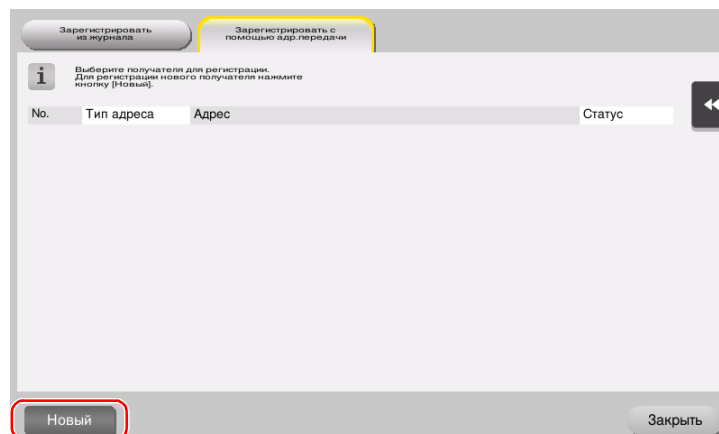 Зарегистрировать
из журнала
Зарегистрировать с
помощью адр.передачи
Выберите получателя для регистрации.
Для регистрации нового получателя нажмите
кнопку [Новый].
No. Тип адреса Адрес Статус
Новый Закрыть